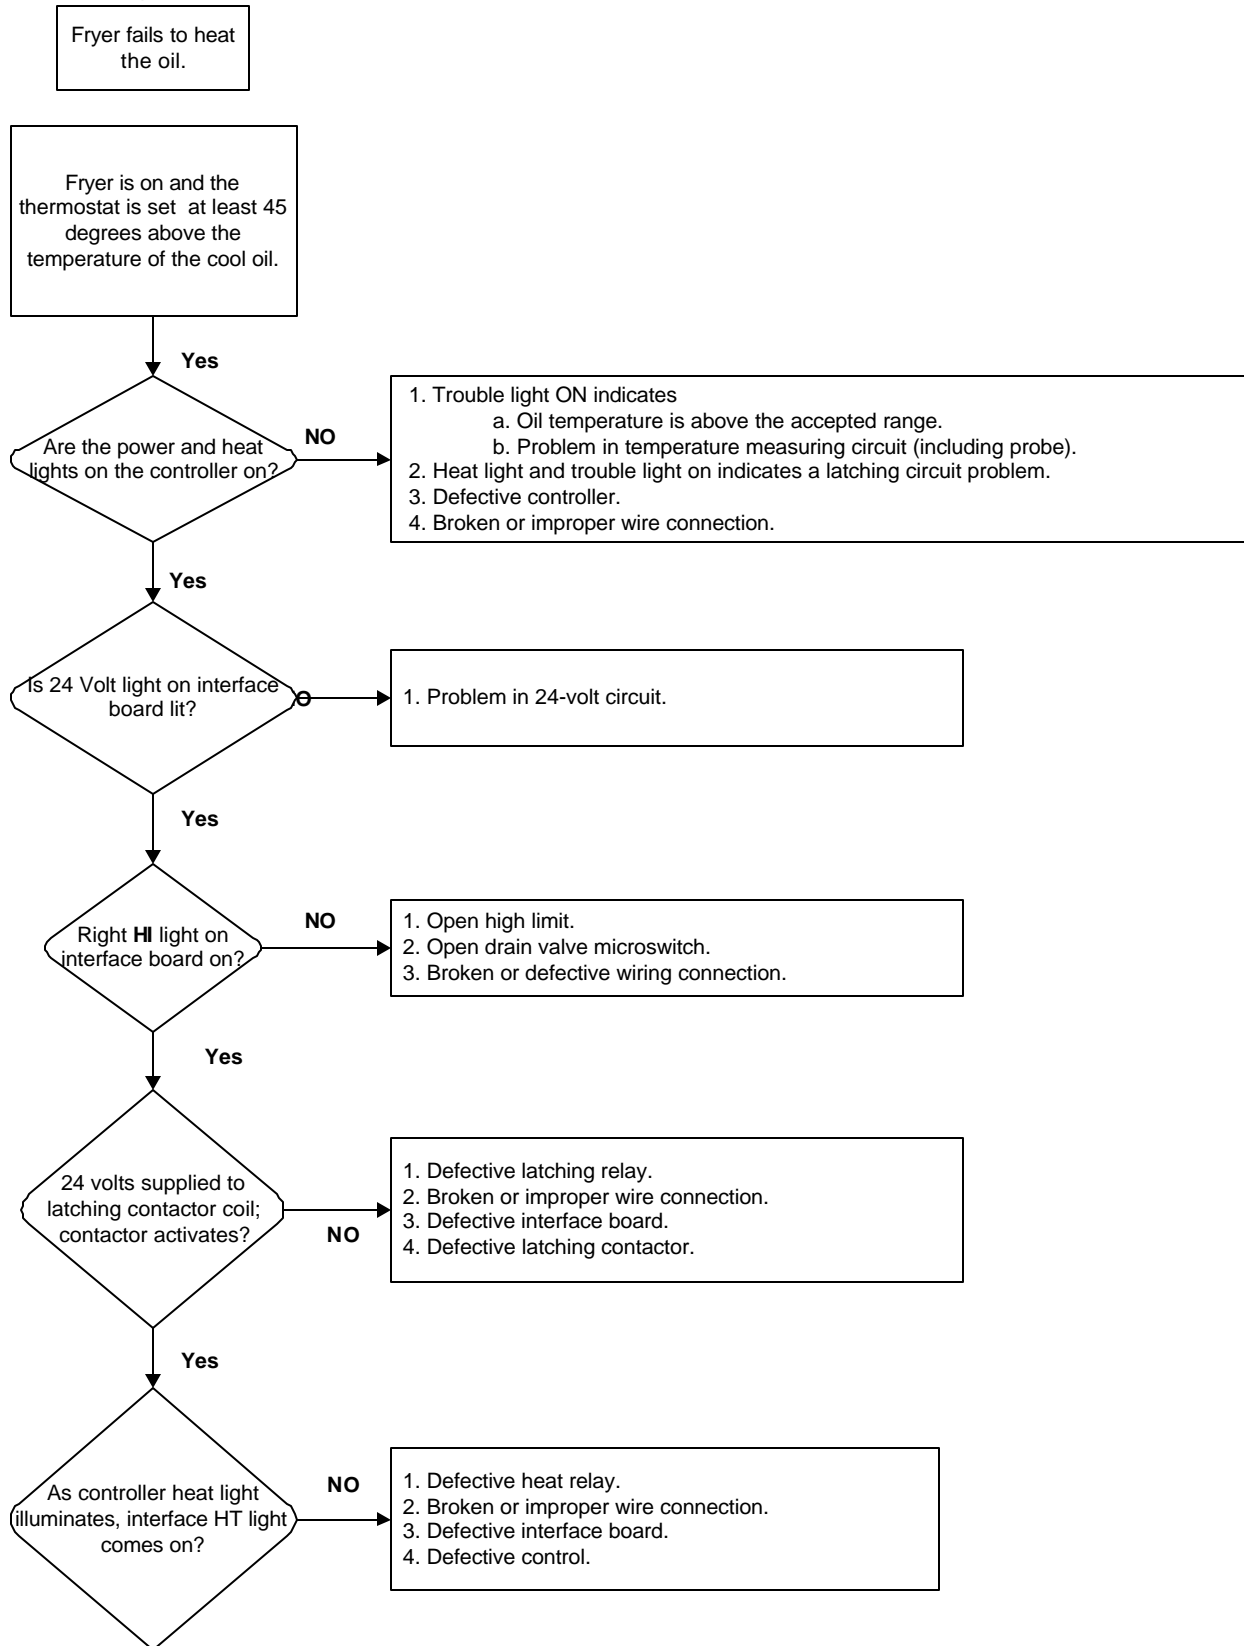 Fryer fails to heat
the oil.
Fryer is on and the
thermostat is set at least 45
degrees above the
temperature of the cool oil.
Yes
Are the power and heat
lights on the controller on?
NO
1. Trouble light ON indicates
a. Oil temperature is above the accepted range.
b. Problem in temperature measuring circuit (including probe).
2. Heat light and trouble light on indicates a latching circuit problem.
3. Defective controller.
4. Broken or improper wire connection.
Yes
Is 24 Volt light on interface
board lit?
O
1. Problem in 24-volt circuit.
Yes
Right HI light on
interface board on?
NO
1. Open high limit.
2. Open drain valve microswitch.
3. Broken or defective wiring connection.
Yes
24 volts supplied to
latching contactor coil;
contactor activates?
NO
1. Defective latching relay.
2. Broken or improper wire connection.
3. Defective interface board.
4. Defective latching contactor.
Yes
As controller heat light
illuminates, interface HT light
comes on?
NO
1. Defective heat relay.
2. Broken or improper wire connection.
3. Defective interface board.
4. Defective control.